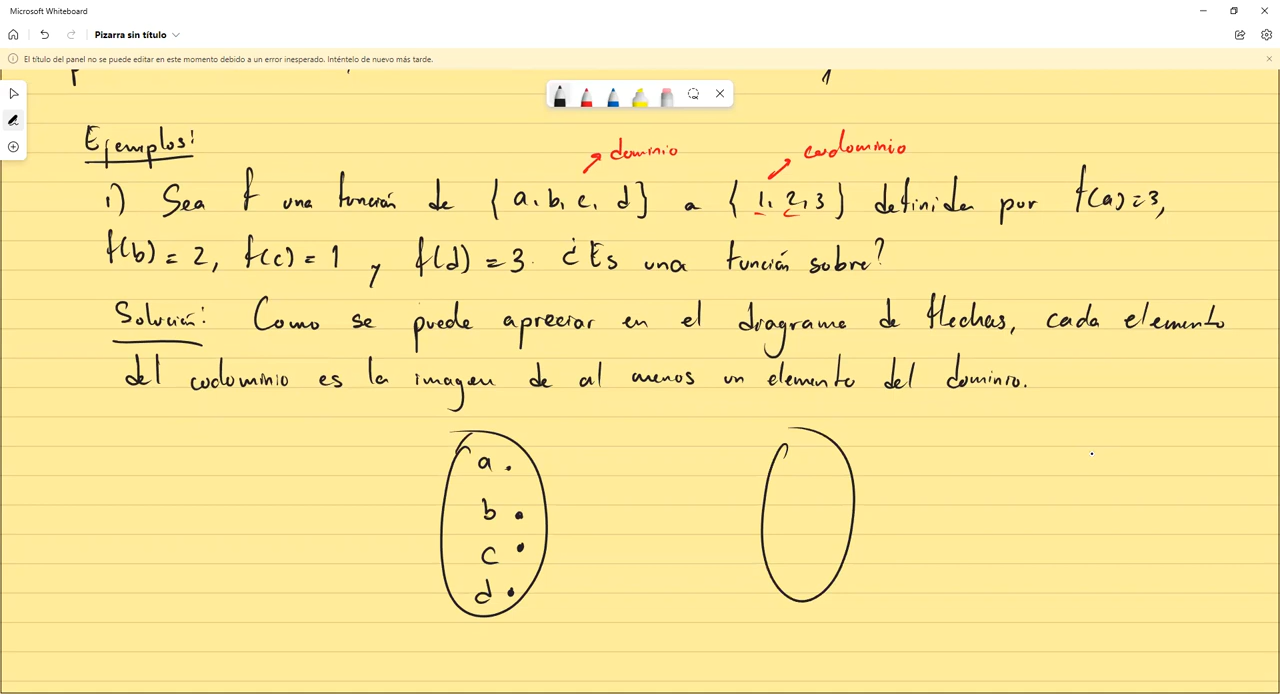 Microsoft Whiteboard
Pizarra sin título
El título del panel no se puede editar en este momento debido a un error inesperado. Inténtelo de nuevo más tarde.
Ejemplos:
dominio
codominio
i) Sea f una función de {a, b, c, d} a {1, 2, 3} definida por f(a) = 3,
f(b) = 2, f(c) = 1 y f(d) = 3. ¿Es una función sobre?
Solución: Como se puede apreciar en el diagrama de flechas, cada elemento
del codominio es la imagen de al menos un elemento del dominio.
a .
b .
c .
d .